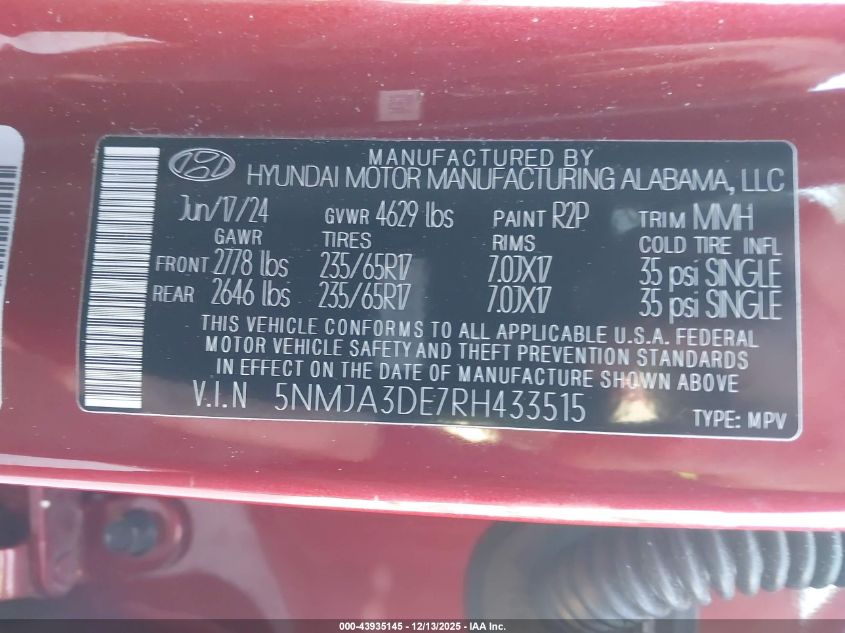 MANUFACTURED BY
HYUNDAI MOTOR MANUFACTURING ALABAMA, LLC
Jun/17/24 GVWR 4629 lbs PAINT R2P TRIM MMH
GAWR TIRES RIMS COLD TIRE INFL
FRONT 2778 lbs 235/65R17 7.0JX17 35 psi SINGLE
REAR 2646 lbs 235/65R17 7.0JX17 35 psi SINGLE
THIS VEHICLE CONFORMS TO ALL APPLICABLE U.S.A. FEDERAL
MOTOR VEHICLE SAFETY AND THEFT PREVENTION STANDARDS
IN EFFECT ON THE DATE OF MANUFACTURE SHOWN ABOVE.
V.I.N 5NMJA3DE7RH433515 TYPE: MPV
000-43935145 - 12/13/2025 - IAA Inc.